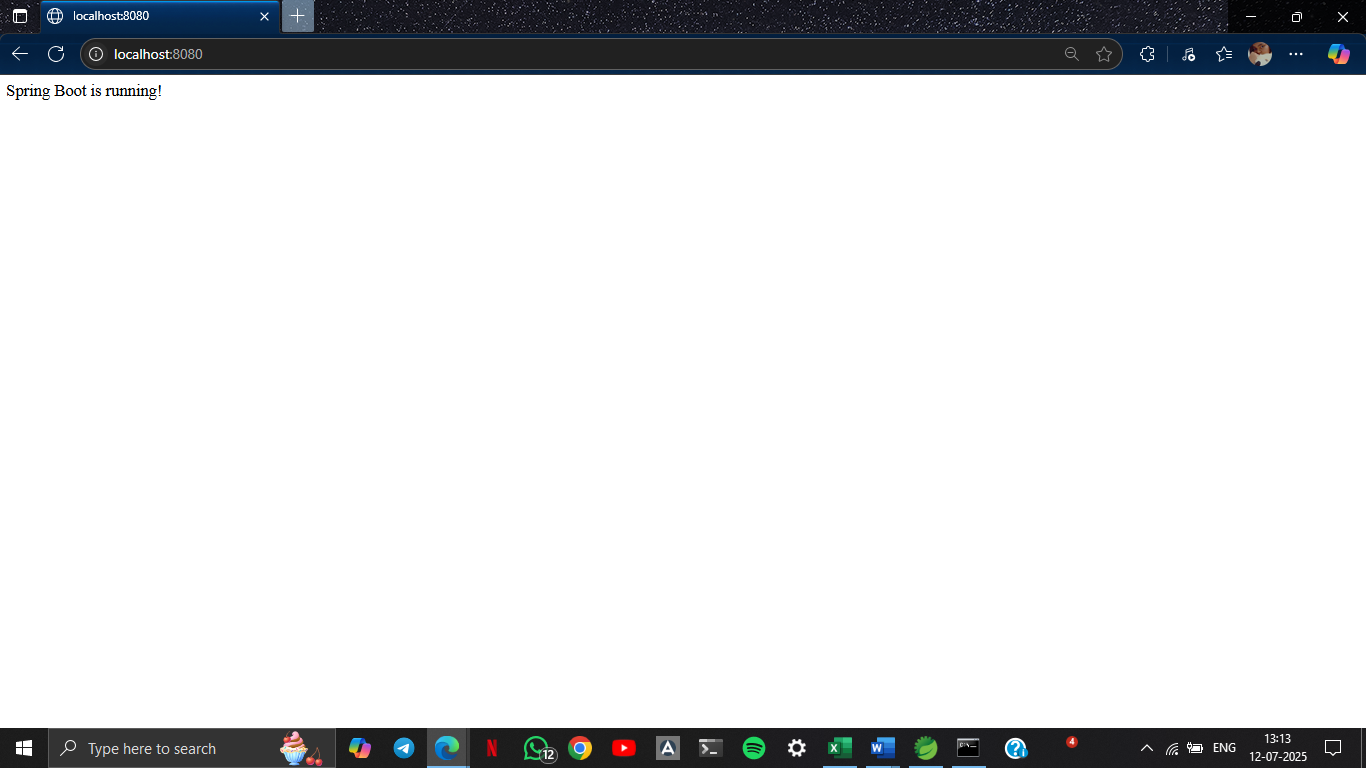 localhost:8080
localhost:8080
Spring Boot is running!
Type here to search
N
12
A
4
ENG
13:13
12-07-2025